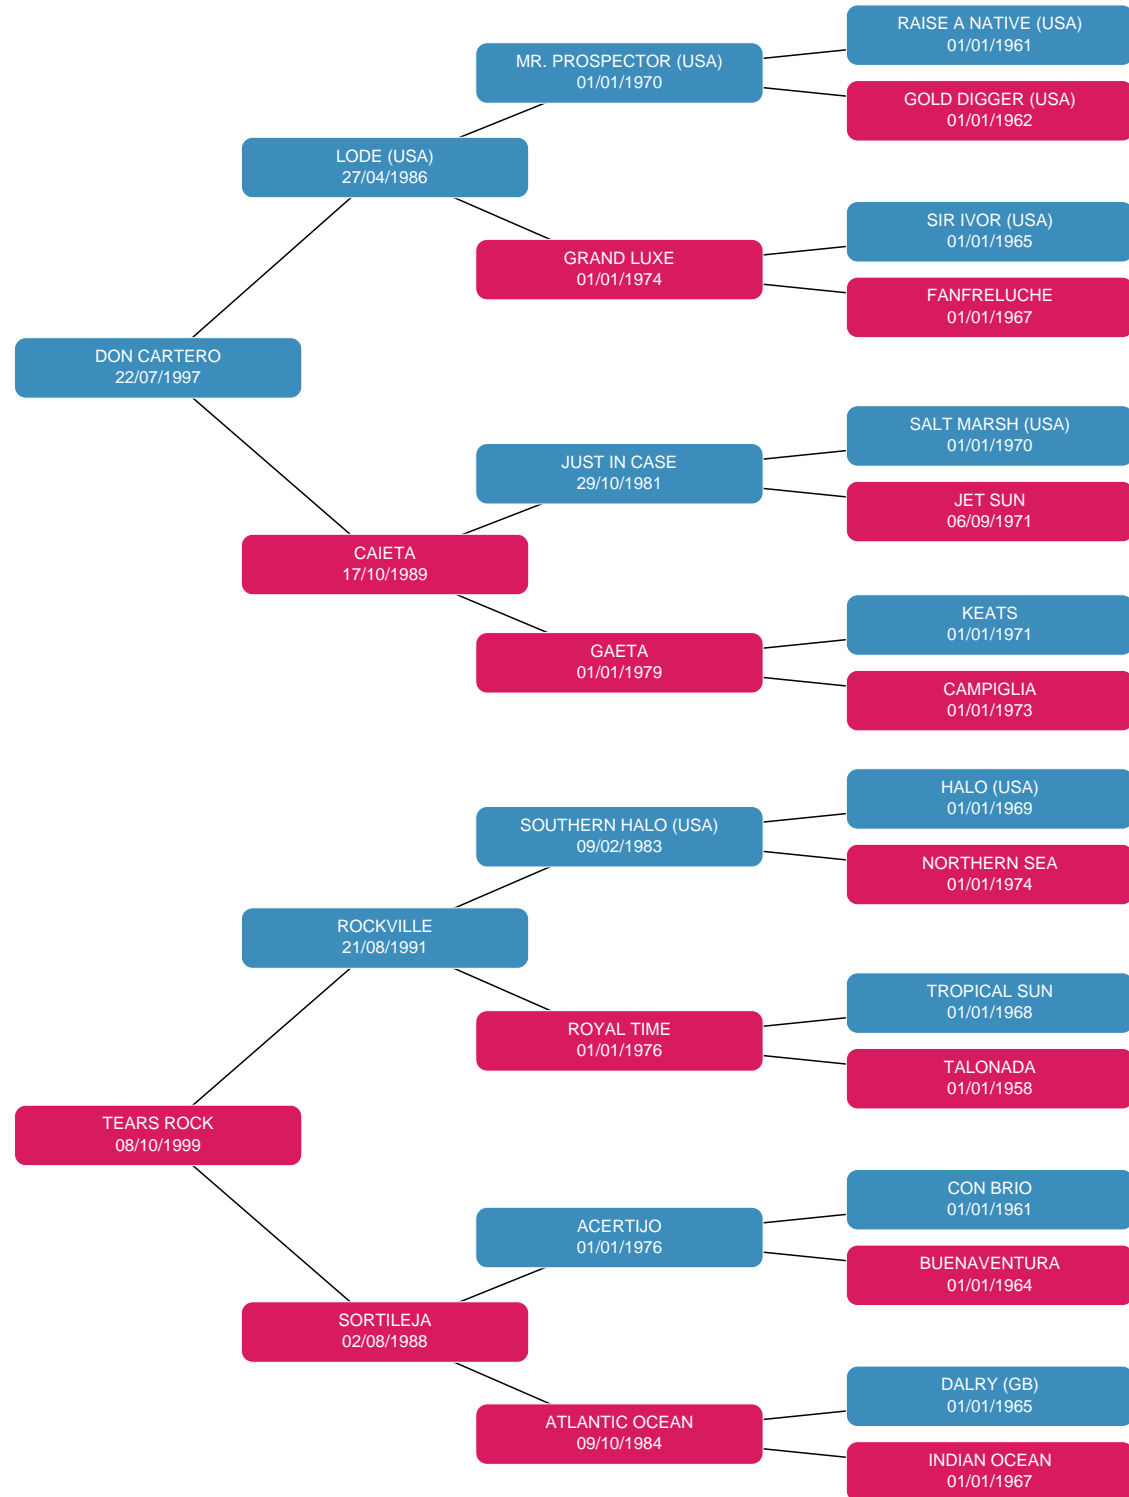 RAISE A NATIVE (USA)
01/01/1961
MR. PROSPECTOR (USA)
01/01/1970
GOLD DIGGER (USA)
01/01/1962
LODE (USA)
27/04/1986
SIR IVOR (USA)
01/01/1965
GRAND LUXE
01/01/1974
FANFRELUCHE
01/01/1967
DON CARTERO
22/07/1997
SALT MARSH (USA)
01/01/1970
JUST IN CASE
29/10/1981
JET SUN
06/09/1971
CAIETA
17/10/1989
KEATS
01/01/1971
GAETA
01/01/1979
CAMPIGLIA
01/01/1973
HALO (USA)
01/01/1969
SOUTHERN HALO (USA)
09/02/1983
NORTHERN SEA
01/01/1974
ROCKVILLE
21/08/1991
TROPICAL SUN
01/01/1968
ROYAL TIME
01/01/1976
TALONADA
01/01/1958
TEARS ROCK
08/10/1999
CON BRIO
01/01/1961
ACERTIJO
01/01/1976
BUENAVENTURA
01/01/1964
SORTILEJA
02/08/1988
DALRY (GB)
01/01/1965
ATLANTIC OCEAN
09/10/1984
INDIAN OCEAN
01/01/1967